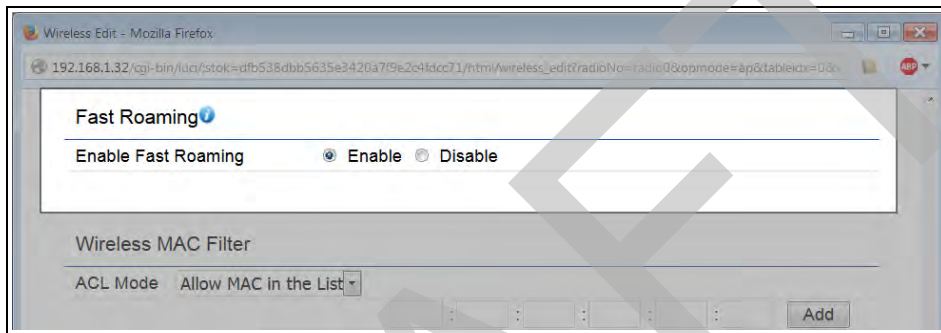 Wireless Edit - Mozilla Firefox
192.168.1.32/cgi-bin/luci/;stok=dfb538dbb5635e3420a7f9e2c4fdcc71/html/wireless_edit?radioNo=radio0&opmode=ap&tableidx=0&
ABP
Fast Roaming
Enable Fast Roaming Enable Disable
Wireless MAC Filter
ACL Mode Allow MAC in the List
: : : : : Add